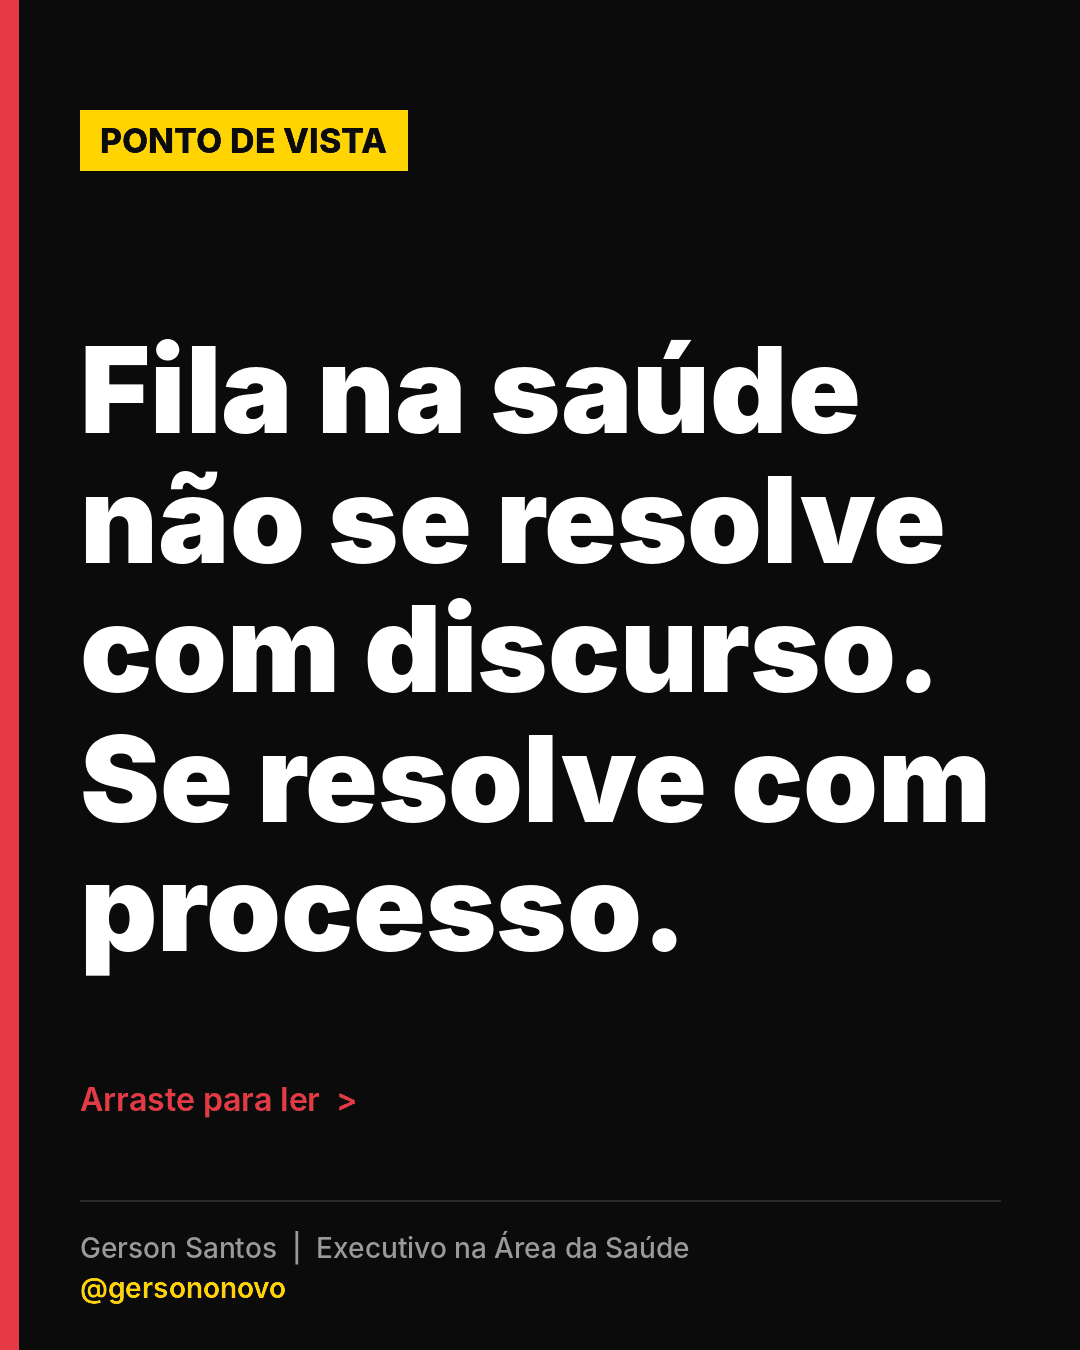 PONTO DE VISTA
Fila na saúde
não se resolve
com discurso.
Se resolve com
processo.
Arraste para ler >
Gerson Santos | Executivo na Área da Saúde
@gersononovo